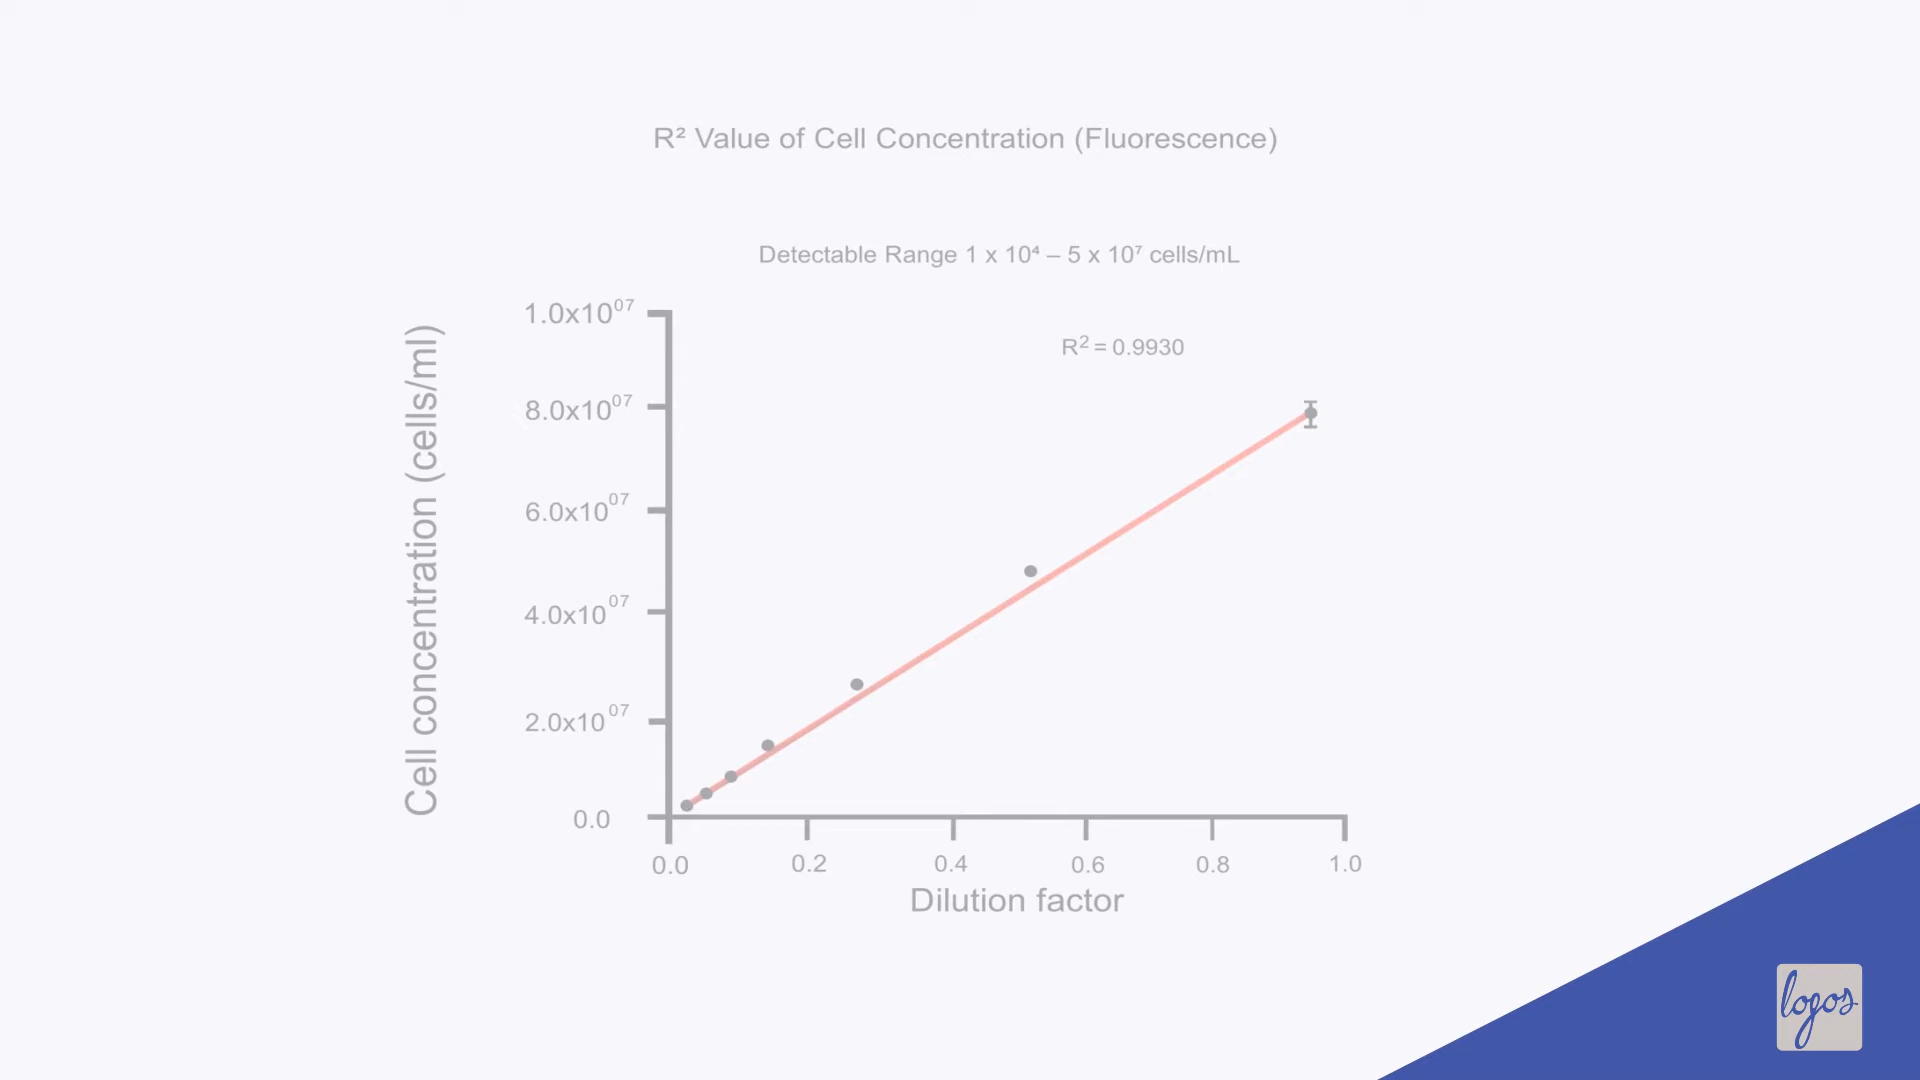 R² Value of Cell Concentration (Fluorescence)
Detectable Range 1 x 10⁴ – 5 x 10⁷ cells/mL
R² = 0.9930
Cell concentration (cells/ml)
1.0x10⁰⁷
8.0x10⁰⁷
6.0x10⁰⁷
4.0x10⁰⁷
2.0x10⁰⁷
0.0
0.0 0.2 0.4 0.6 0.8 1.0
Dilution factor
logos